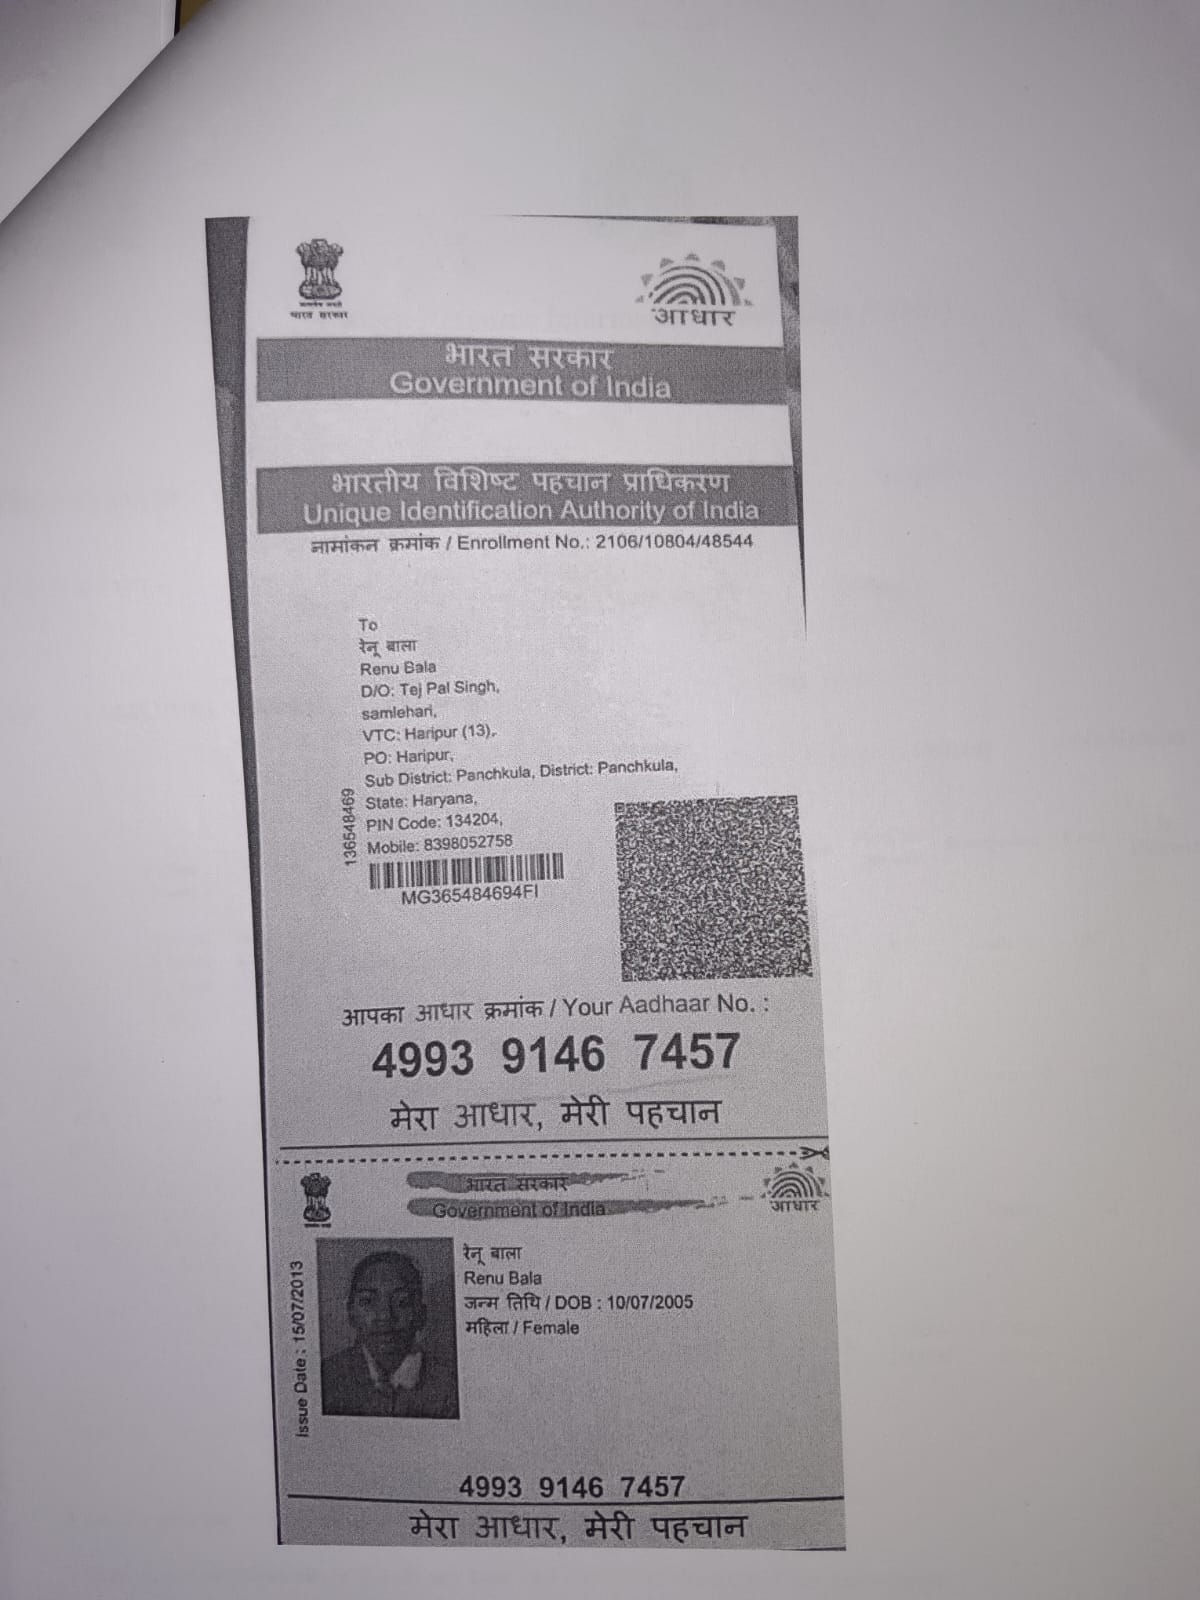 भारत सरकार
आधार
भारत सरकार
Government of India
भारतीय विशिष्ट पहचान प्राधिकरण
Unique Identification Authority of India
नामांकन क्रमांक / Enrollment No.: 2106/10804/48544
To
रेनू बाला
Renu Bala
D/O: Tej Pal Singh,
samlehari,
VTC: Haripur (13),
PO: Haripur,
Sub District: Panchkula, District: Panchkula,
State: Haryana,
PIN Code: 134204,
Mobile: 8398052758
136548469
MG365484694FI
आपका आधार क्रमांक / Your Aadhaar No. :
4993 9146 7457
मेरा आधार, मेरी पहचान
भारत सरकार
Government of India
आधार
Issue Date : 15/07/2013
रेनू बाला
Renu Bala
जन्म तिथि / DOB : 10/07/2005
महिला / Female
4993 9146 7457
मेरा आधार, मेरी पहचान